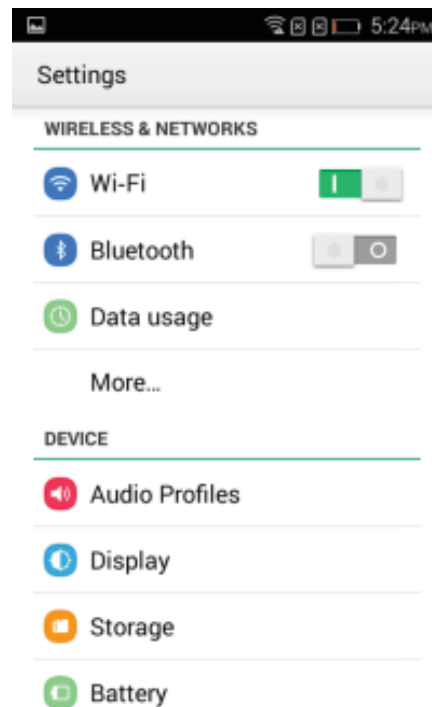 5:24PM
Settings
WIRELESS & NETWORKS
Wi-Fi
Bluetooth
Data usage
More...
DEVICE
Audio Profiles
Display
Storage
Battery